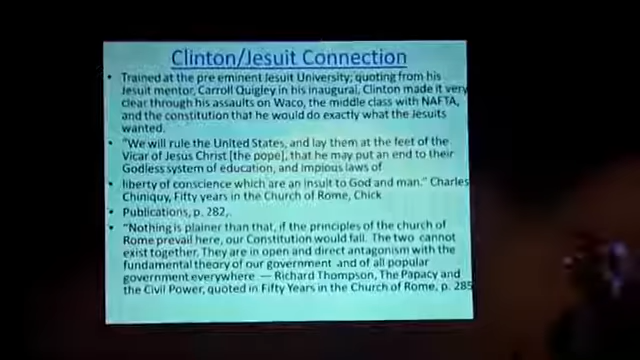 Clinton/Jesuit Connection
• Trained at the pre eminent Jesuit University; quoting from his
Jesuit mentor, Carroll Quigley in his inaugural, Clinton made it very
clear through his assaults on Waco, the middle class with NAFTA,
and the constitution that he would do exactly what the Jesuits
wanted.
• "We will rule the United States, and lay them at the feet of the
Vicar of Jesus Christ [the pope], that he may put an end to their
Godless system of education, and impious laws of
• liberty of conscience which are an insult to God and man." Charles
Chiniquy, Fifty years in the Church of Rome, Chick
• Publications, p. 282,.
• "Nothing is plainer than that, if the principles of the church of
Rome prevail here, our Constitution would fall. The two cannot
exist together. They are in open and direct antagonism with the
fundamental theory of our government and of all popular
government everywhere — Richard Thompson, The Papacy and
the Civil Power, quoted in Fifty Years in the Church of Rome, p. 285